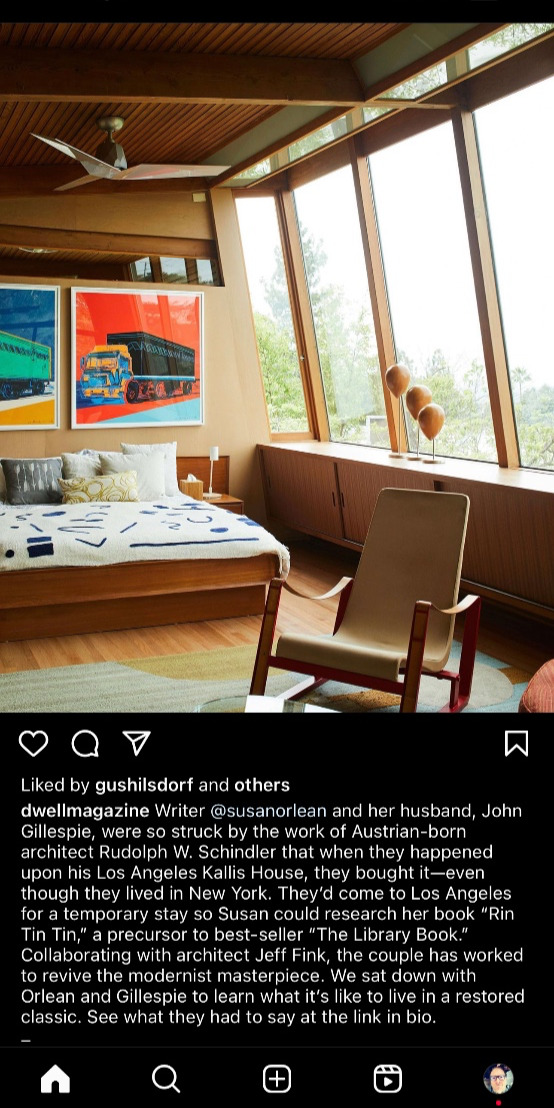 Liked by gushilsdorf and others
dwellmagazine Writer @susanorlean and her husband, John
Gillespie, were so struck by the work of Austrian-born
architect Rudolph W. Schindler that when they happened
upon his Los Angeles Kallis House, they bought it—even
though they lived in New York. They’d come to Los Angeles
for a temporary stay so Susan could research her book “Rin
Tin Tin,” a precursor to best-seller “The Library Book.”
Collaborating with architect Jeff Fink, the couple has worked
to revive the modernist masterpiece. We sat down with
Orlean and Gillespie to learn what it’s like to live in a restored
classic. See what they had to say at the link in bio.
–